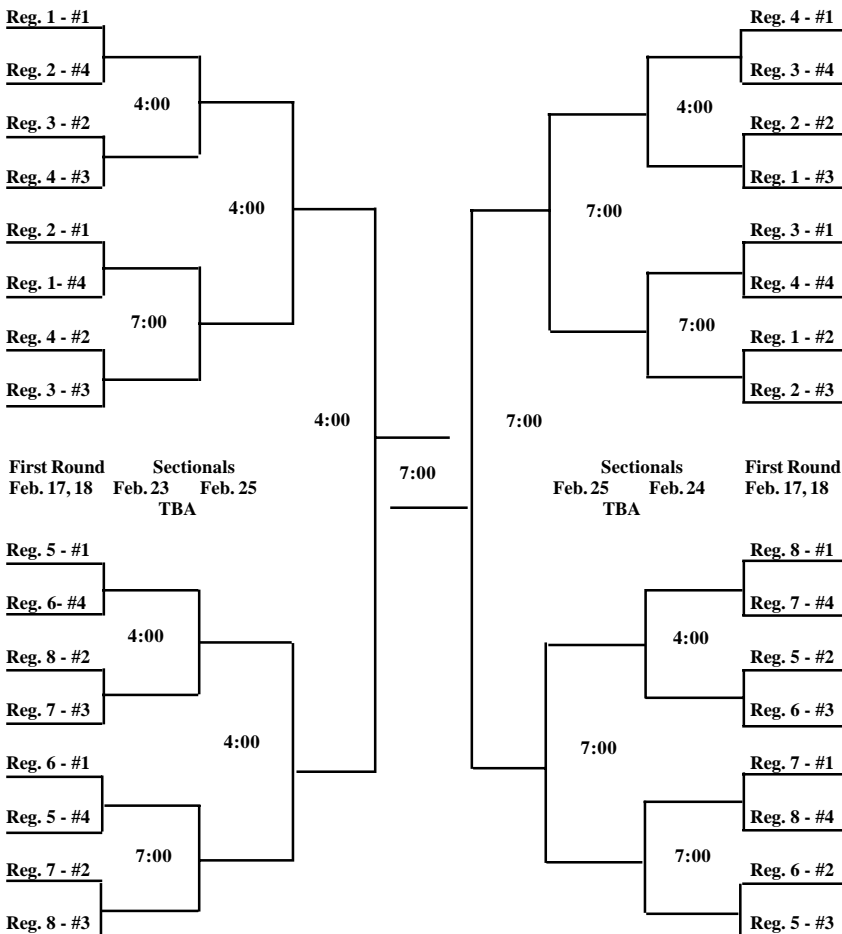 Reg. 1 - #1
Reg. 2 - #4
4:00
Reg. 3 - #2
Reg. 4 - #3
4:00
Reg. 2 - #1
Reg. 1- #4
7:00
Reg. 4 - #2
Reg. 3 - #3
4:00
First Round Sectionals
Feb. 17, 18 Feb. 23 Feb. 25
TBA
Reg. 5 - #1
Reg. 6- #4
4:00
Reg. 8 - #2
Reg. 7 - #3
4:00
Reg. 6 - #1
Reg. 5 - #4
7:00
Reg. 7 - #2
Reg. 8 - #3
7:00
Reg. 4 - #1
Reg. 3 - #4
4:00
Reg. 2 - #2
Reg. 1 - #3
7:00
Reg. 3 - #1
Reg. 4 - #4
7:00
Reg. 1 - #2
Reg. 2 - #3
7:00
Sectionals First Round
Feb. 25 Feb. 24 Feb. 17, 18
TBA
Reg. 8 - #1
Reg. 7 - #4
4:00
Reg. 5 - #2
Reg. 6 - #3
7:00
Reg. 7 - #1
Reg. 8 - #4
7:00
Reg. 6 - #2
Reg. 5 - #3